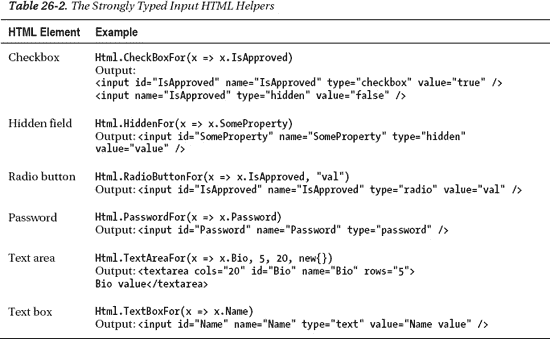 Table 26-2. The Strongly Typed Input HTML Helpers
HTML Element Example
Checkbox Html.CheckBoxFor(x => x.IsApproved)
Output:
<input id="IsApproved" name="IsApproved" type="checkbox" value="true" />
<input name="IsApproved" type="hidden" value="false" />
Hidden field Html.HiddenFor(x => x.SomeProperty)
Output: <input id="SomeProperty" name="SomeProperty" type="hidden"
value="value" />
Radio button Html.RadioButtonFor(x => x.IsApproved, "val")
Output: <input id="IsApproved" name="IsApproved" type="radio" value="val" />
Password Html.PasswordFor(x => x.Password)
Output: <input id="Password" name="Password" type="password" />
Text area Html.TextAreaFor(x => x.Bio, 5, 20, new{})
Output: <textarea cols="20" id="Bio" name="Bio" rows="5">
Bio value</textarea>
Text box Html.TextBoxFor(x => x.Name)
Output: <input id="Name" name="Name" type="text" value="Name value" />